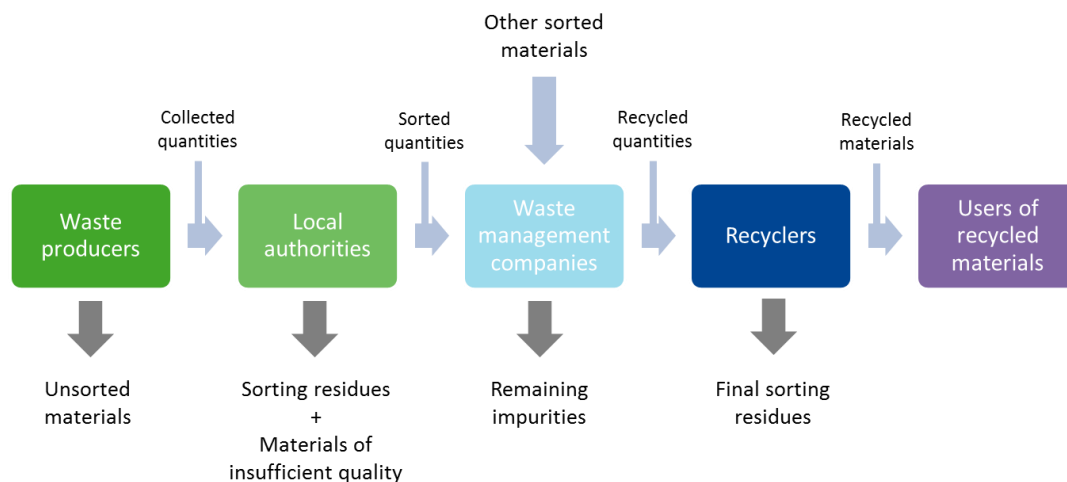 Other sorted
materials
Collected
quantities
Sorted
quantities
Recycled
quantities
Recycled
materials
Waste
producers
Local
authorities
Waste
management
companies
Recyclers
Users of
recycled
materials
Unsorted
materials
Sorting residues
+
Materials of
insufficient quality
Remaining
impurities
Final sorting
residues